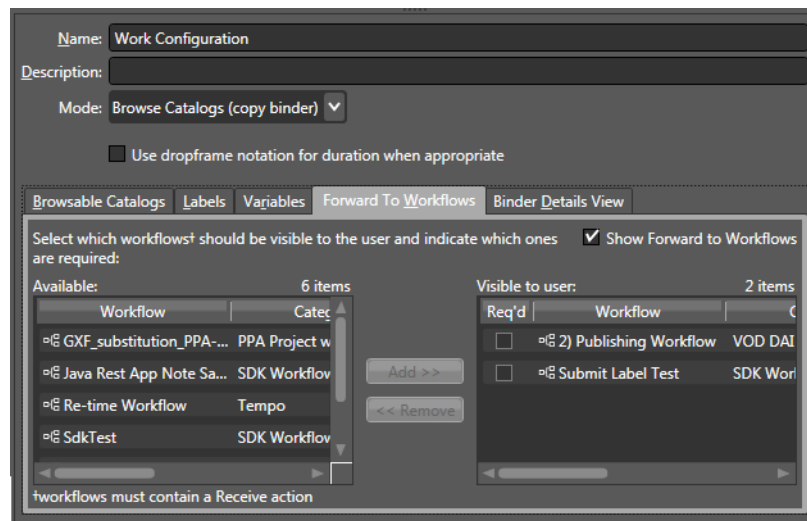 Name: Work Configuration
Description:
Mode: Browse Catalogs (copy binder)
Use dropframe notation for duration when appropriate
Browsable Catalogs Labels Variables Forward To Workflows Binder Details View
Select which workflows† should be visible to the user and indicate which ones Show Forward to Workflows
are required:
Available: 6 items Visible to user: 2 items
Workflow Categ Req'd Workflow C
GXF_substitution_PPA-... PPA Project w 2) Publishing Workflow VOD DAI
Java Rest App Note Sa... SDK Workflow Add >> Submit Label Test SDK Worl
Re-time Workflow Tempo << Remove
SdkTest SDK Workflow
†workflows must contain a Receive action